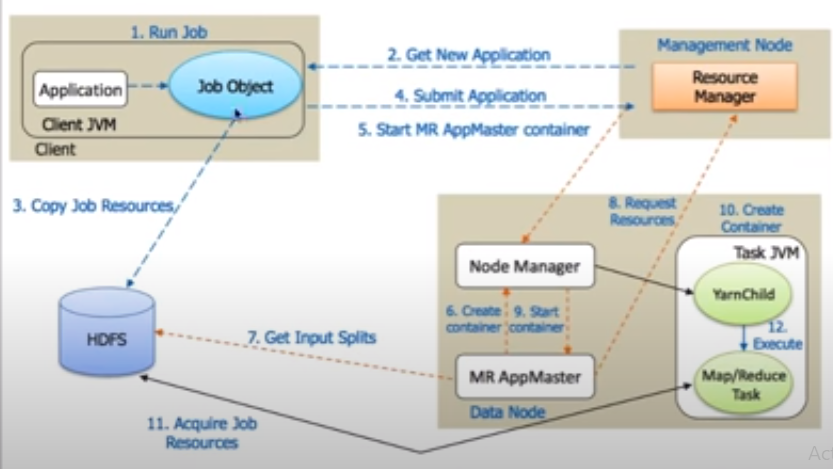 1. Run Job
Application
Job Object
Client JVM
Client
2. Get New Application
4. Submit Application
5. Start MR AppMaster container
Management Node
Resource
Manager
3. Copy Job Resources
8. Request
Resources
10. Create
Container
Task JVM
Node Manager
YarnChild
6. Create
container
9. Start
container
12.
Execute
HDFS
7. Get Input Splits
MR AppMaster
Map/Reduce
Task
Data Node
11. Acquire Job
Resources
Act